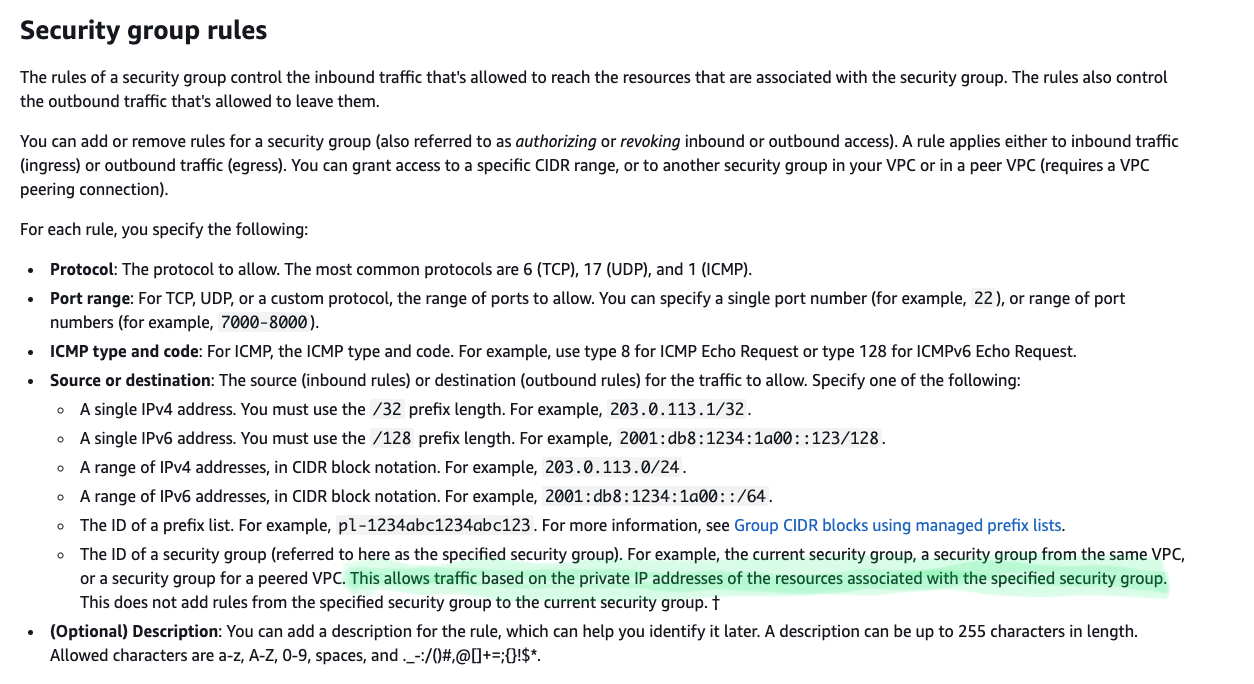 Security group rules
The rules of a security group control the inbound traffic that's allowed to reach the resources that are associated with the security group. The rules also control
the outbound traffic that's allowed to leave them.
You can add or remove rules for a security group (also referred to as authorizing or revoking inbound or outbound access). A rule applies either to inbound traffic
(ingress) or outbound traffic (egress). You can grant access to a specific CIDR range, or to another security group in your VPC or in a peer VPC (requires a VPC
peering connection).
For each rule, you specify the following:
• Protocol: The protocol to allow. The most common protocols are 6 (TCP), 17 (UDP), and 1 (ICMP).
• Port range: For TCP, UDP, or a custom protocol, the range of ports to allow. You can specify a single port number (for example, 22), or range of port
numbers (for example, 7000-8000).
• ICMP type and code: For ICMP, the ICMP type and code. For example, use type 8 for ICMP Echo Request or type 128 for ICMPv6 Echo Request.
• Source or destination: The source (inbound rules) or destination (outbound rules) for the traffic to allow. Specify one of the following:
◦ A single IPv4 address. You must use the /32 prefix length. For example, 203.0.113.1/32.
◦ A single IPv6 address. You must use the /128 prefix length. For example, 2001:db8:1234:1a00::123/128.
◦ A range of IPv4 addresses, in CIDR block notation. For example, 203.0.113.0/24.
◦ A range of IPv6 addresses, in CIDR block notation. For example, 2001:db8:1234:1a00::/64.
◦ The ID of a prefix list. For example, pl-1234abc1234abc123. For more information, see Group CIDR blocks using managed prefix lists.
◦ The ID of a security group (referred to here as the specified security group). For example, the current security group, a security group from the same VPC,
or a security group for a peered VPC. This allows traffic based on the private IP addresses of the resources associated with the specified security group.
This does not add rules from the specified security group to the current security group. †
• (Optional) Description: You can add a description for the rule, which can help you identify it later. A description can be up to 255 characters in length.
Allowed characters are a-z, A-Z, 0-9, spaces, and ._-:/()#,@[]+=;{}!$*.